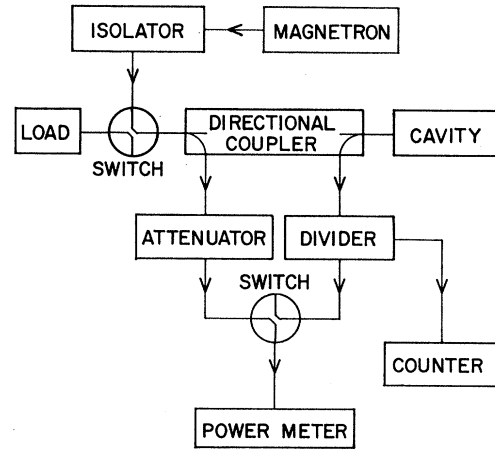 ISOLATOR
MAGNETRON
LOAD
SWITCH
DIRECTIONAL
COUPLER
CAVITY
ATTENUATOR
DIVIDER
SWITCH
COUNTER
POWER METER